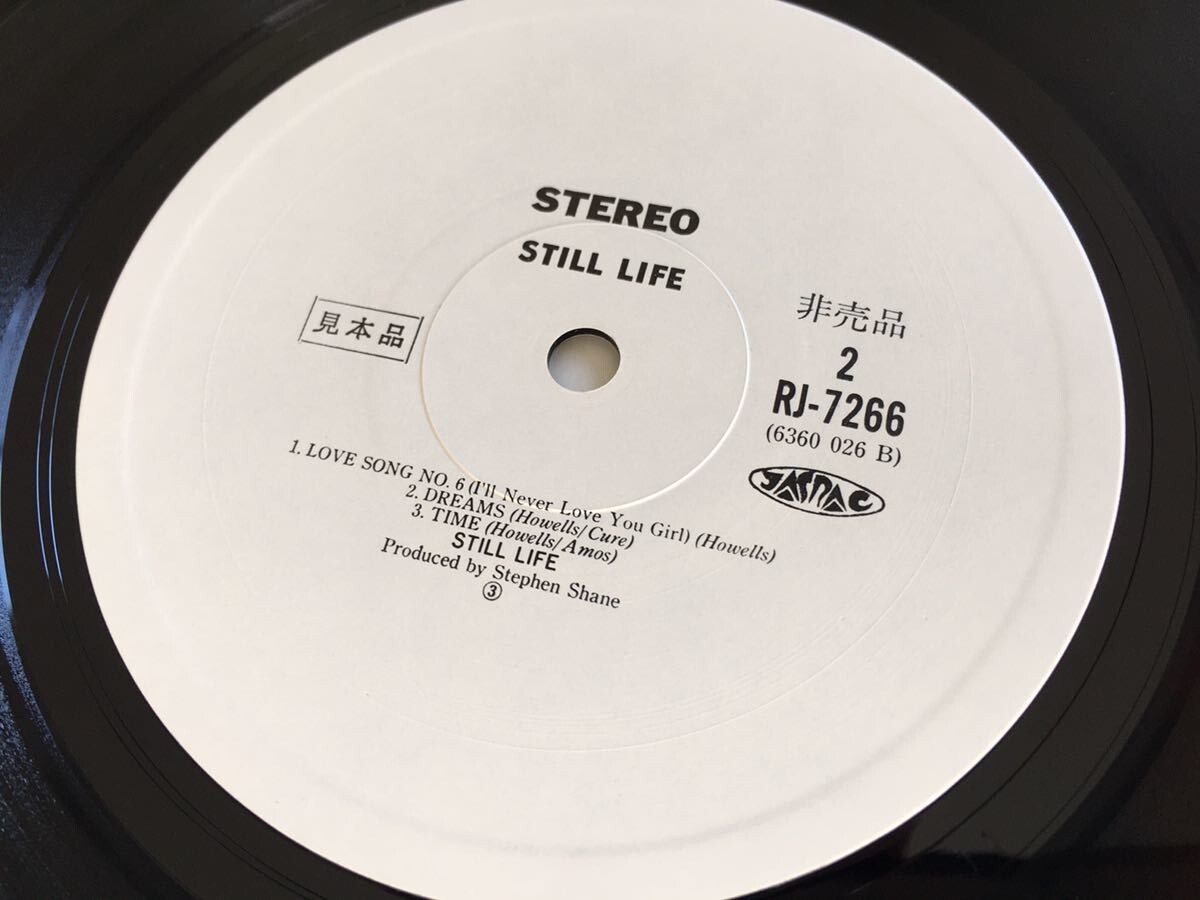 STEREO
STILL LIFE
見本品
非売品
2
RJ-7266
(6360 026 B)
JASRAC
1. LOVE SONG NO. 6 (I'll Never Love You Girl) (Howells)
2. DREAMS (Howells/Cure)
3. TIME (Howells/Amos)
STILL LIFE
Produced by Stephen Shane
③